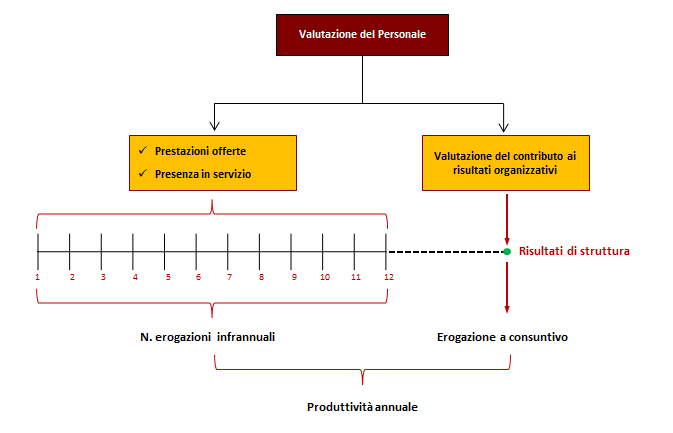 Valutazione del Personale
✓ Prestazioni offerte
✓ Presenza in servizio
Valutazione del contributo ai
risultati organizzativi
Risultati di struttura
1 2 3 4 5 6 7 8 9 10 11 12
N. erogazioni infrannuali
Erogazione a consuntivo
Produttività annuale